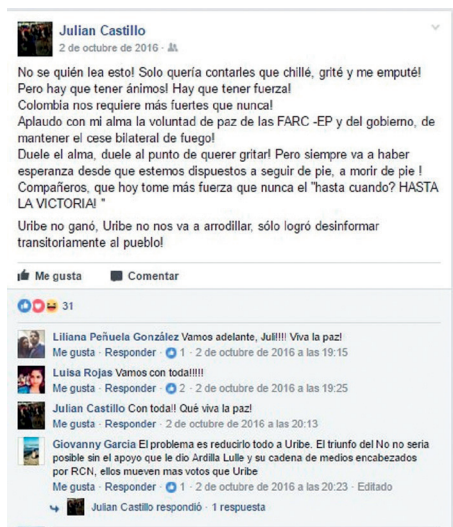 Julian Castillo
2 de octubre de 2016 ·
No se quién lea esto! Solo quería contarles que chillé, grité y me emputé!
Pero hay que tener ánimos! Hay que tener fuerza!
Colombia nos requiere más fuertes que nunca!
Aplaudo con mi alma la voluntad de paz de las FARC -EP y del gobierno, de
mantener el cese bilateral de fuego!
Duele el alma, duele al punto de querer gritar! Pero siempre va a haber
esperanza desde que estemos dispuestos a seguir de pie, a morir de pie !
Compañeros, que hoy tome más fuerza que nunca el "hasta cuando? HASTA
LA VICTORIA! "
Uribe no ganó, Uribe no nos va a arrodillar, sólo logró desinformar
transitoriamente al pueblo!
Me gusta Comentar
31
Liliana Peñuela González Vamos adelante, Juli!!!! Viva la paz!
Me gusta · Responder · 1 · 2 de octubre de 2016 a las 19:15
Luisa Rojas Vamos con toda!!!!!
Me gusta · Responder · 2 · 2 de octubre de 2016 a las 19:25
Julian Castillo Con toda!! Qué viva la paz!
Me gusta · Responder · 2 de octubre de 2016 a las 20:13
Giovanny Garcia El problema es reducirlo todo a Uribe. El triunfo del No no seria
posible sin el apoyo que le dio Ardilla Lulle y su cadena de medios encabezados
por RCN, ellos mueven mas votos que Uribe
Me gusta · Responder · 1 · 2 de octubre de 2016 a las 20:23 · Editado
Julian Castillo respondió · 1 respuesta